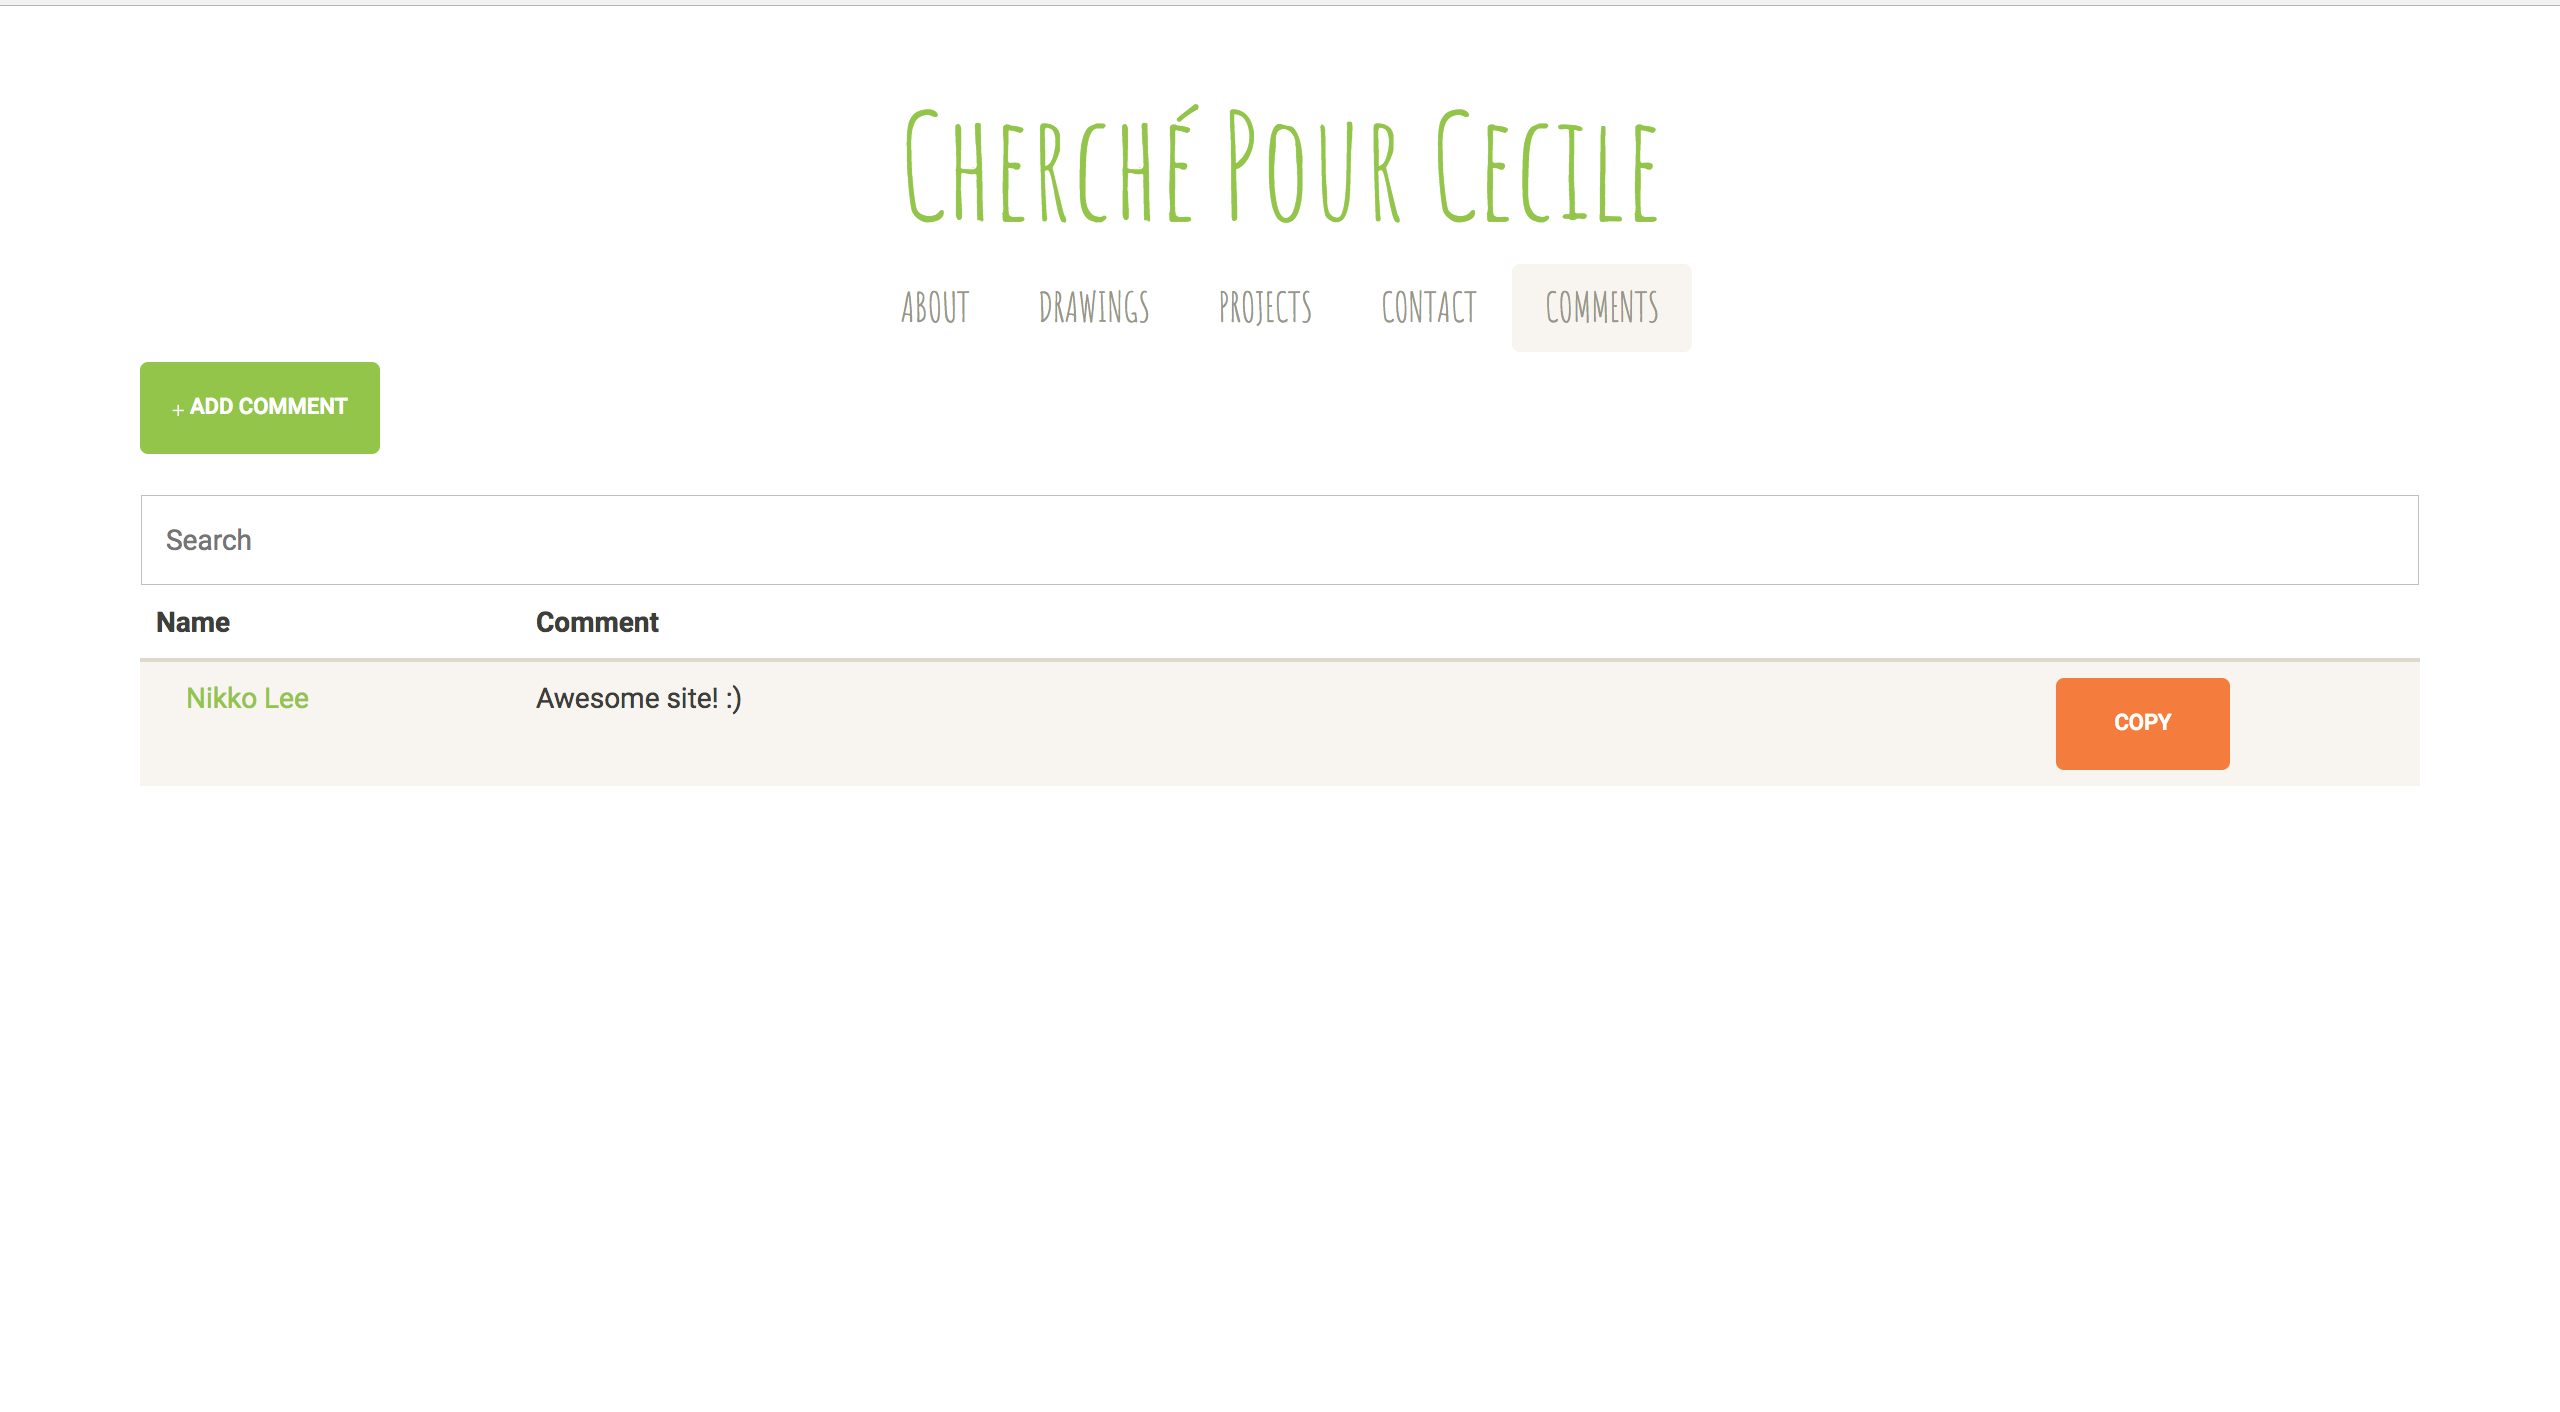 Cherché Pour Cecile
ABOUT DRAWINGS PROJECTS CONTACT COMMENTS
+ ADD COMMENT
Search
Name Comment
Nikko Lee Awesome site! :) COPY